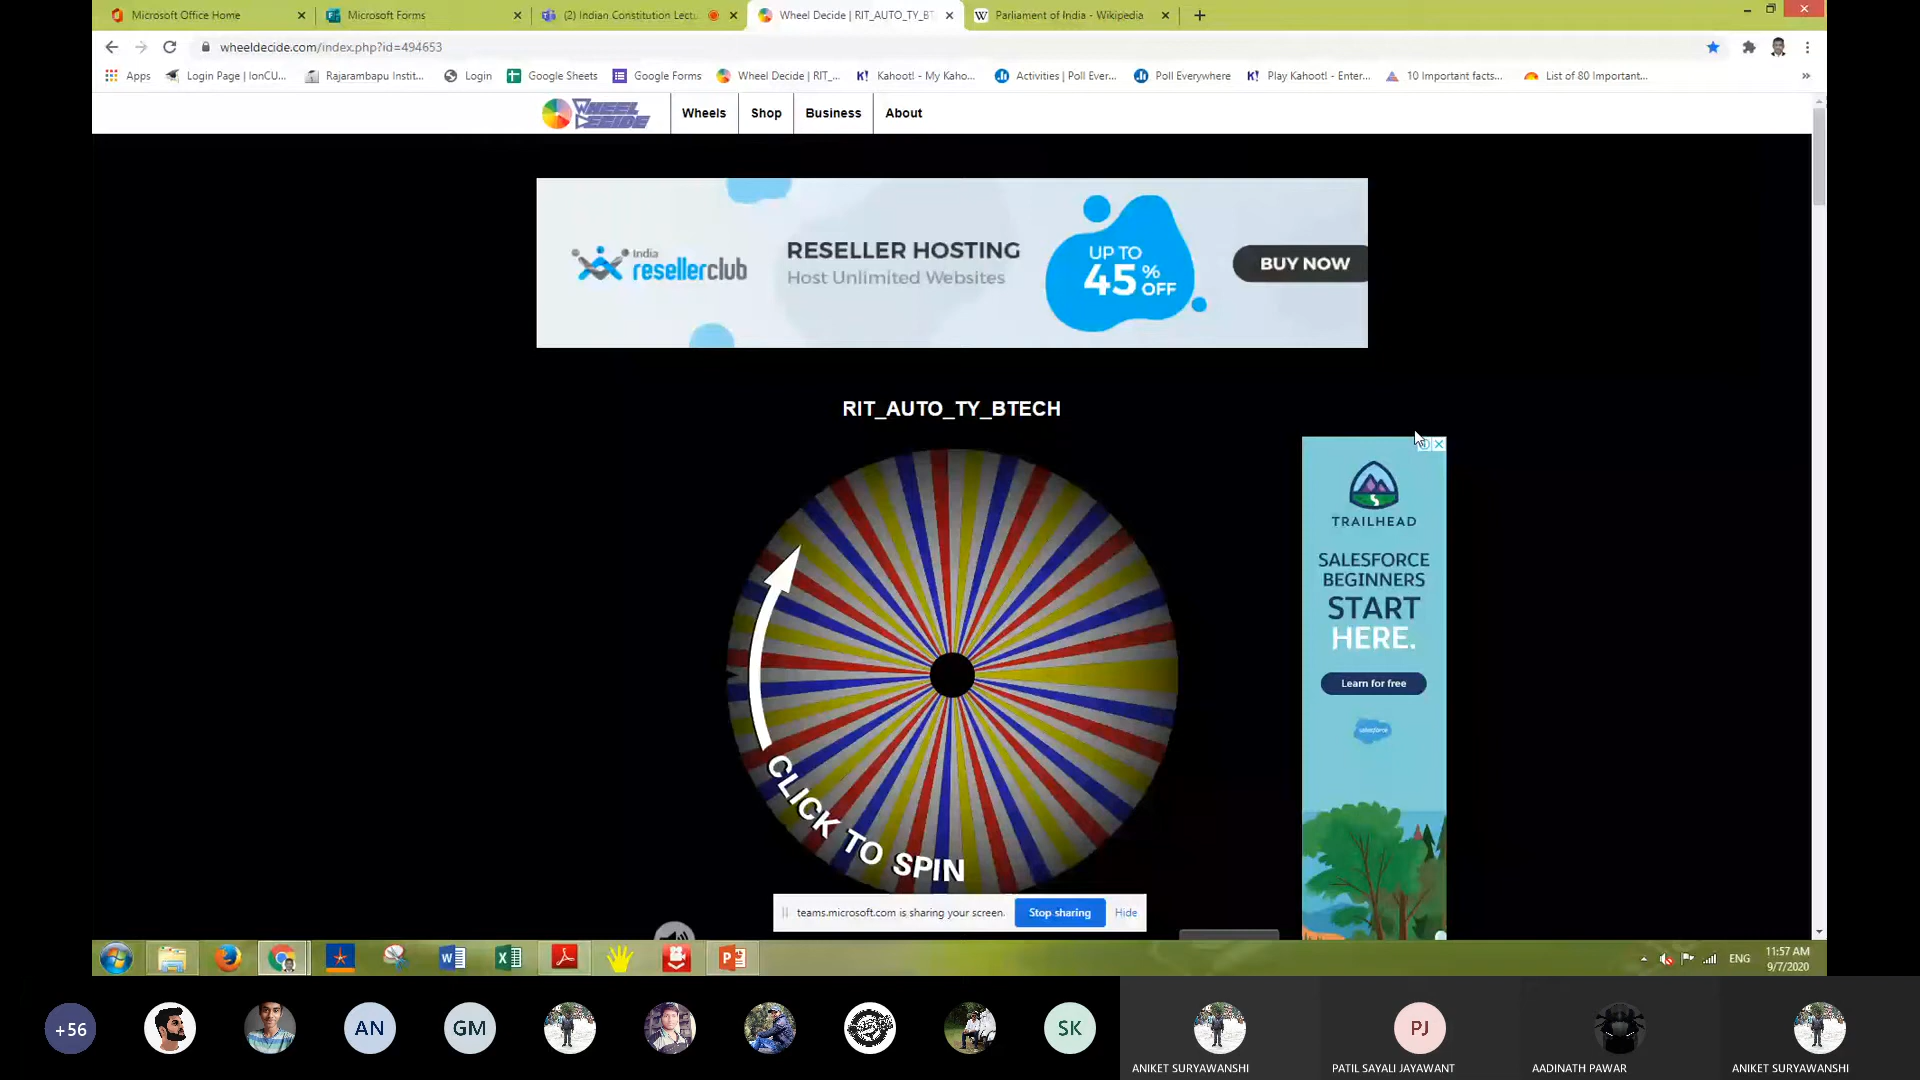 Microsoft Office Home
Microsoft Forms
(2) Indian Constitution Lectu
Wheel Decide | RIT_AUTO_TY_BT
Parliament of India - Wikipedia
wheeldecide.com/index.php?id=494653
Apps
Login Page | IonCU...
Rajarambapu Instit...
Login
Google Sheets
Google Forms
Wheel Decide | RIT_...
Kahoot! - My Kaho...
Activities | Poll Ever...
Poll Everywhere
Play Kahoot! - Enter...
10 Important facts...
List of 80 Important...
WHEEL DECIDE
Wheels
Shop
Business
About
India
resellerclub
RESELLER HOSTING
Host Unlimited Websites
UP TO
45% OFF
BUY NOW
RIT_AUTO_TY_BTECH
CLICK TO SPIN
TRAILHEAD
SALESFORCE
BEGINNERS
START
HERE.
Learn for free
salesforce
teams.microsoft.com is sharing your screen.
Stop sharing
Hide
ENG
11:57 AM
9/7/2020
+56
AN
GM
SK
PJ
ANIKET SURYAWANSHI
PATIL SAYALI JAYAWANT
AADINATH PAWAR
ANIKET SURYAWANSHI